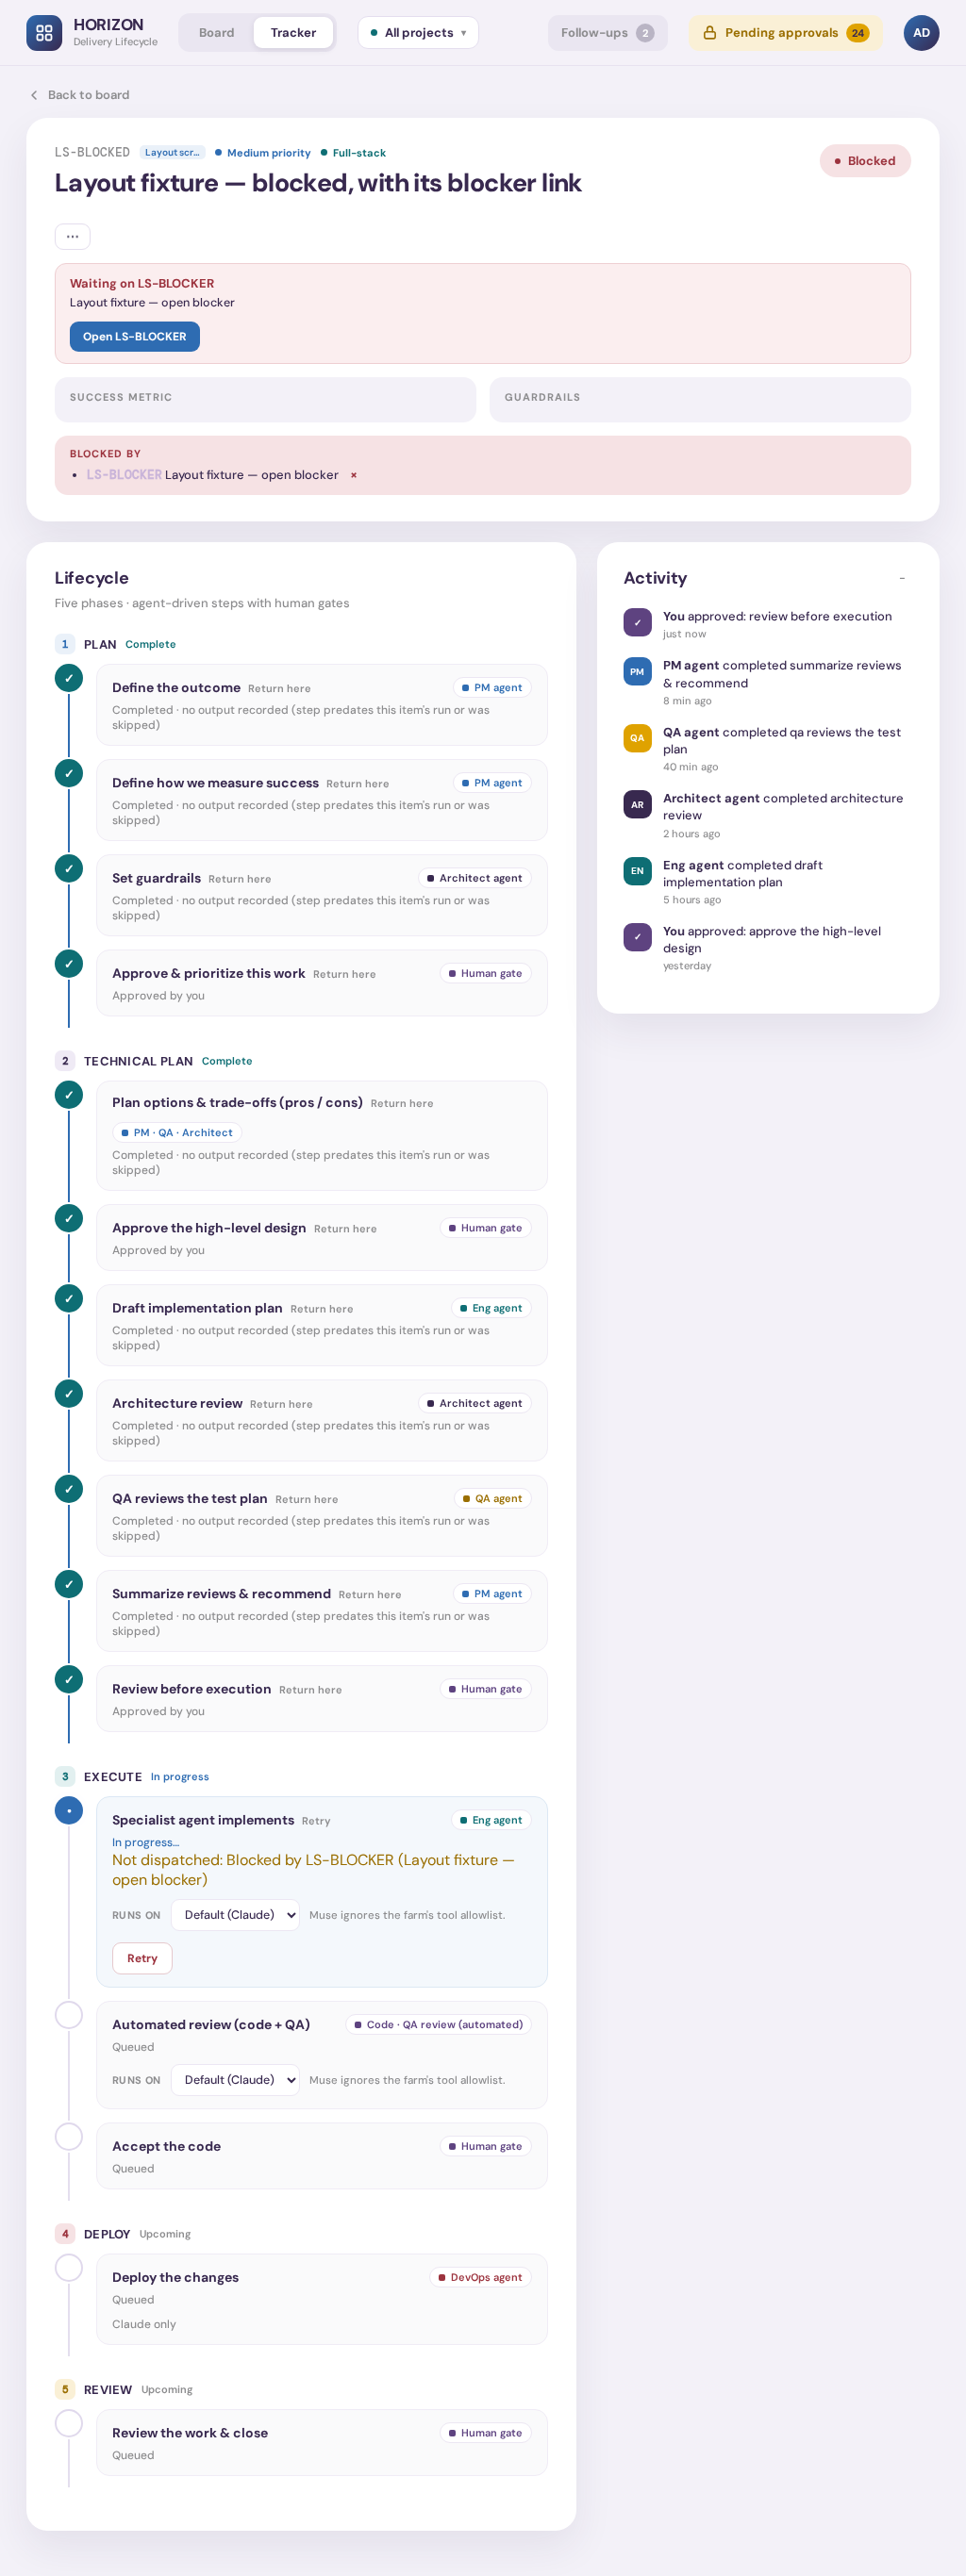 HORIZON
Delivery Lifecycle
Board
Tracker
All projects
Follow-ups 2
Pending approvals 24
AD
Back to board
LS-BLOCKED Layout scr... Medium priority Full-stack
Blocked
Layout fixture — blocked, with its blocker link
...
Waiting on LS-BLOCKER
Layout fixture — open blocker
Open LS-BLOCKER
SUCCESS METRIC
GUARDRAILS
BLOCKED BY
• LS-BLOCKER Layout fixture — open blocker ×
Lifecycle
Five phases · agent-driven steps with human gates
1 PLAN Complete
✓
Define the outcome Return here PM agent
Completed · no output recorded (step predates this item's run or was
skipped)
✓
Define how we measure success Return here PM agent
Completed · no output recorded (step predates this item's run or was
skipped)
✓
Set guardrails Return here Architect agent
Completed · no output recorded (step predates this item's run or was
skipped)
✓
Approve & prioritize this work Return here Human gate
Approved by you
2 TECHNICAL PLAN Complete
✓
Plan options & trade-offs (pros / cons) Return here
PM · QA · Architect
Completed · no output recorded (step predates this item's run or was
skipped)
✓
Approve the high-level design Return here Human gate
Approved by you
✓
Draft implementation plan Return here Eng agent
Completed · no output recorded (step predates this item's run or was
skipped)
✓
Architecture review Return here Architect agent
Completed · no output recorded (step predates this item's run or was
skipped)
✓
QA reviews the test plan Return here QA agent
Completed · no output recorded (step predates this item's run or was
skipped)
✓
Summarize reviews & recommend Return here PM agent
Completed · no output recorded (step predates this item's run or was
skipped)
✓
Review before execution Return here Human gate
Approved by you
3 EXECUTE In progress
Specialist agent implements Retry Eng agent
In progress...
Not dispatched: Blocked by LS-BLOCKER (Layout fixture —
open blocker)
RUNS ON Default (Claude) Muse ignores the farm's tool allowlist.
Retry
Automated review (code + QA) Code · QA review (automated)
Queued
RUNS ON Default (Claude) Muse ignores the farm's tool allowlist.
Accept the code Human gate
Queued
4 DEPLOY Upcoming
Deploy the changes DevOps agent
Queued
Claude only
5 REVIEW Upcoming
Review the work & close Human gate
Queued
Activity –
✓
You approved: review before execution
just now
PM
PM agent completed summarize reviews
& recommend
8 min ago
QA
QA agent completed qa reviews the test
plan
40 min ago
AR
Architect agent completed architecture
review
2 hours ago
EN
Eng agent completed draft
implementation plan
5 hours ago
✓
You approved: approve the high-level
design
yesterday